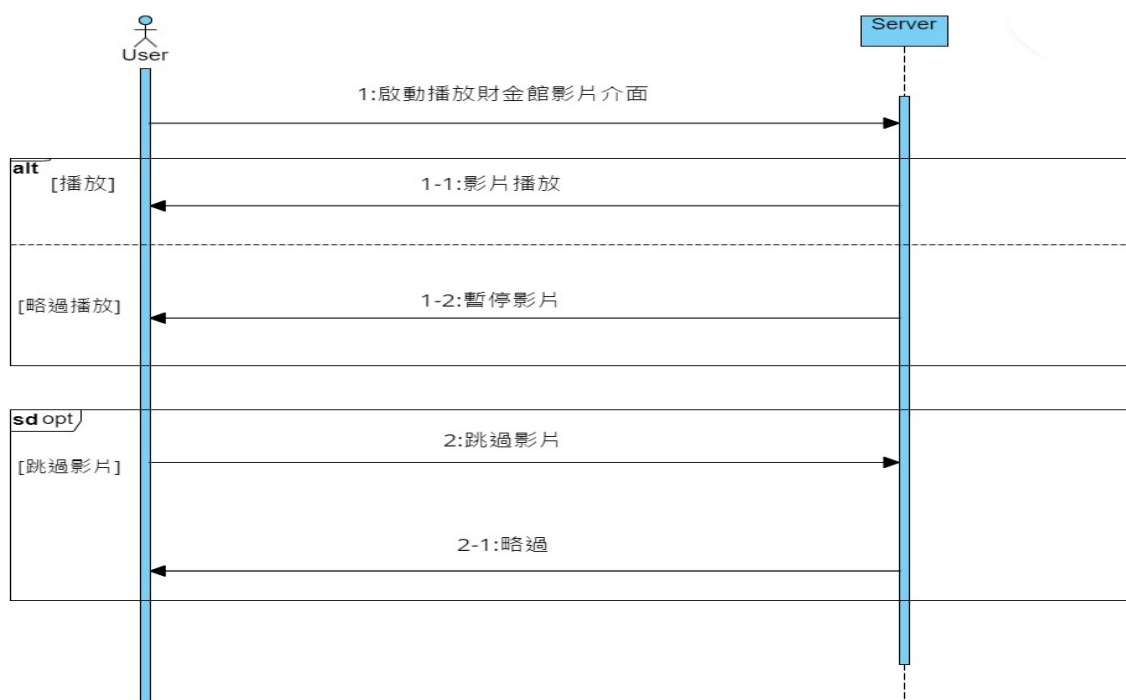 User
Server
1:啟動播放財金館影片介面
alt
[播放]
1-1:影片播放
[略過播放]
1-2:暫停影片
sd opt
2:跳過影片
[跳過影片]
2-1:略過